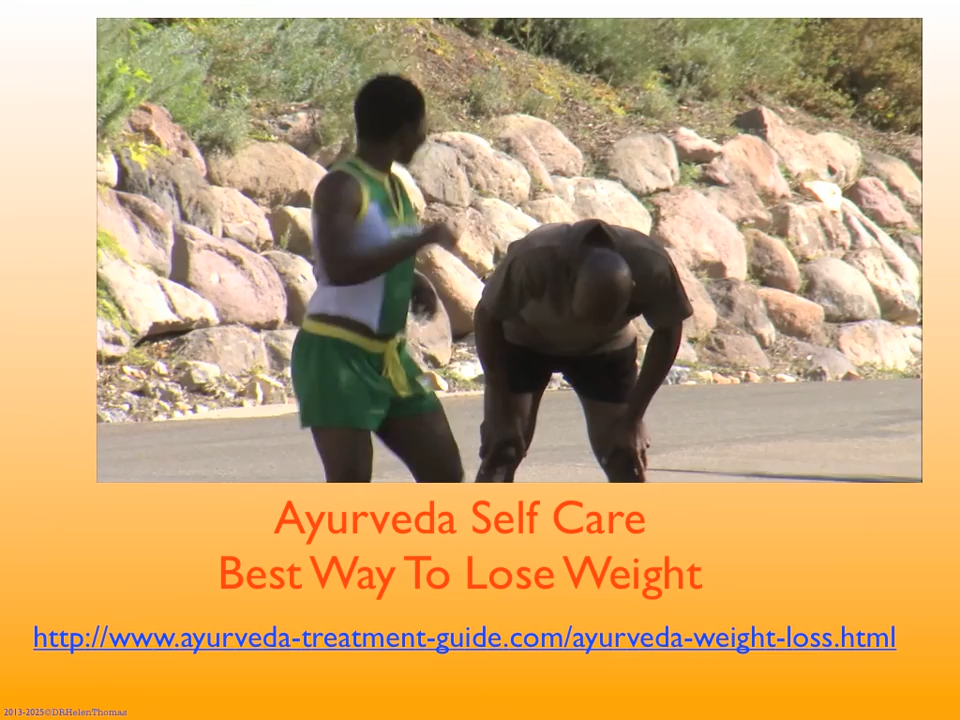 Ayurveda Self Care
Best Way To Lose Weight
http://www.ayurveda-treatment-guide.com/ayurveda-weight-loss.html
2013-2025©DRHelenThomas